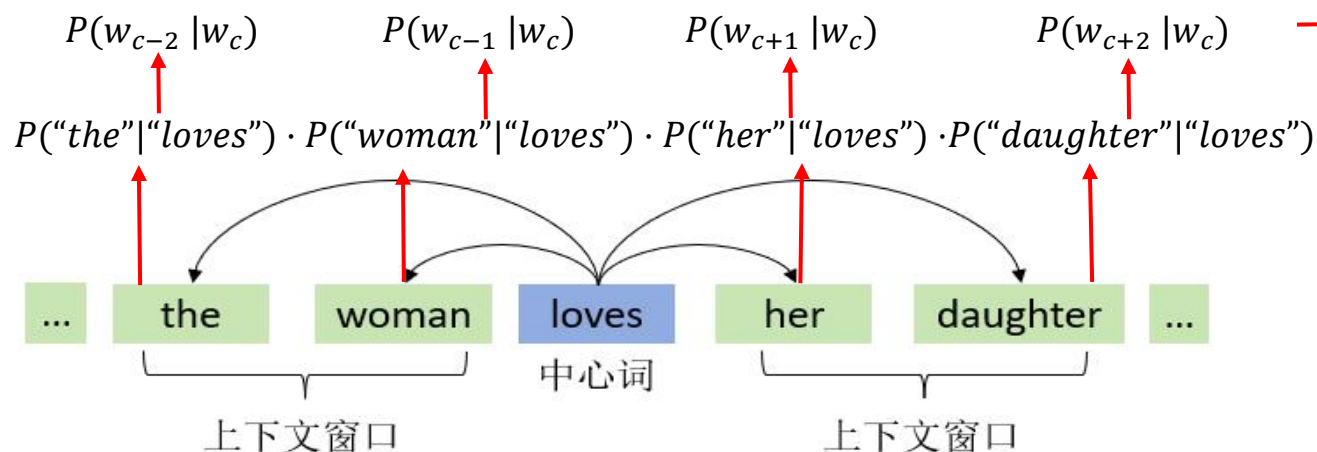 P(w_{c−2} |w_c) P(w_{c−1} |w_c) P(w_{c+1} |w_c) P(w_{c+2} |w_c)
P(“the”|“loves”) · P(“woman”|“loves”) · P(“her”|“loves”) ·P(“daughter”|“loves”)
... the woman loves her daughter ...
中心词
上下文窗口 上下文窗口